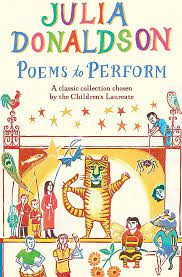 JULIA
DONALDSON
POEMS to PERFORM
A classic collection chosen
by the Children's Laureate